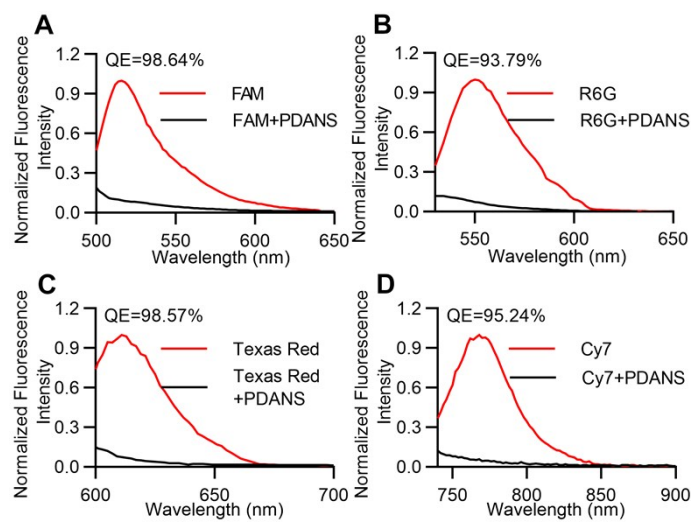 A
QE=98.64%
Normalized Fluorescence
Intensity
1.2
0.9
0.6
0.3
0.0
FAM
FAM+PDANS
500 550 600 650
Wavelength (nm)
B
QE=93.79%
Normalized Fluorescence
Intensity
1.2
0.9
0.6
0.3
0.0
R6G
R6G+PDANS
550 600 650
Wavelength (nm)
C
QE=98.57%
Normalized Fluorescence
Intensity
1.2
0.9
0.6
0.3
0.0
Texas Red
Texas Red
+PDANS
600 650 700
Wavelength (nm)
D
QE=95.24%
Normalized Fluorescence
Intensity
1.2
0.9
0.6
0.3
0.0
Cy7
Cy7+PDANS
750 800 850 900
Wavelength (nm)